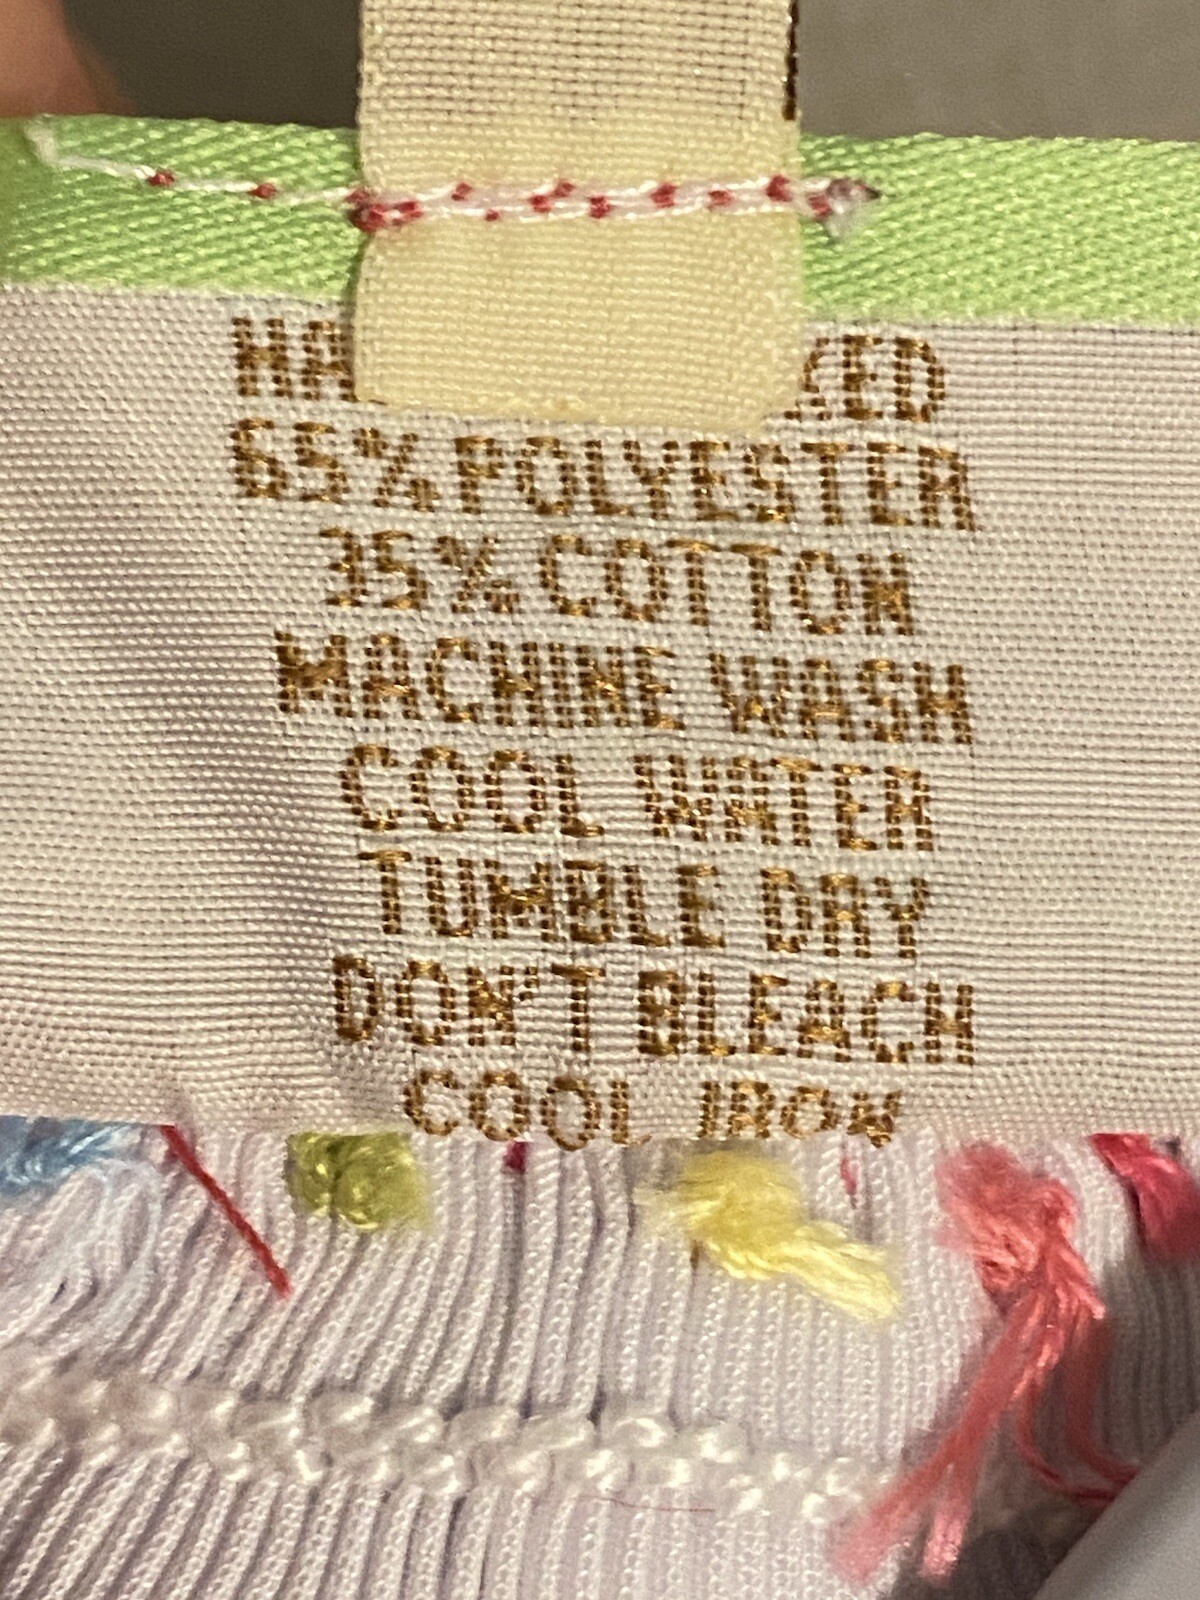 65% POLYESTER
35% COTTON
MACHINE WASH
COOL WATER
TUMBLE DRY
DON'T BLEACH
COOL IRON